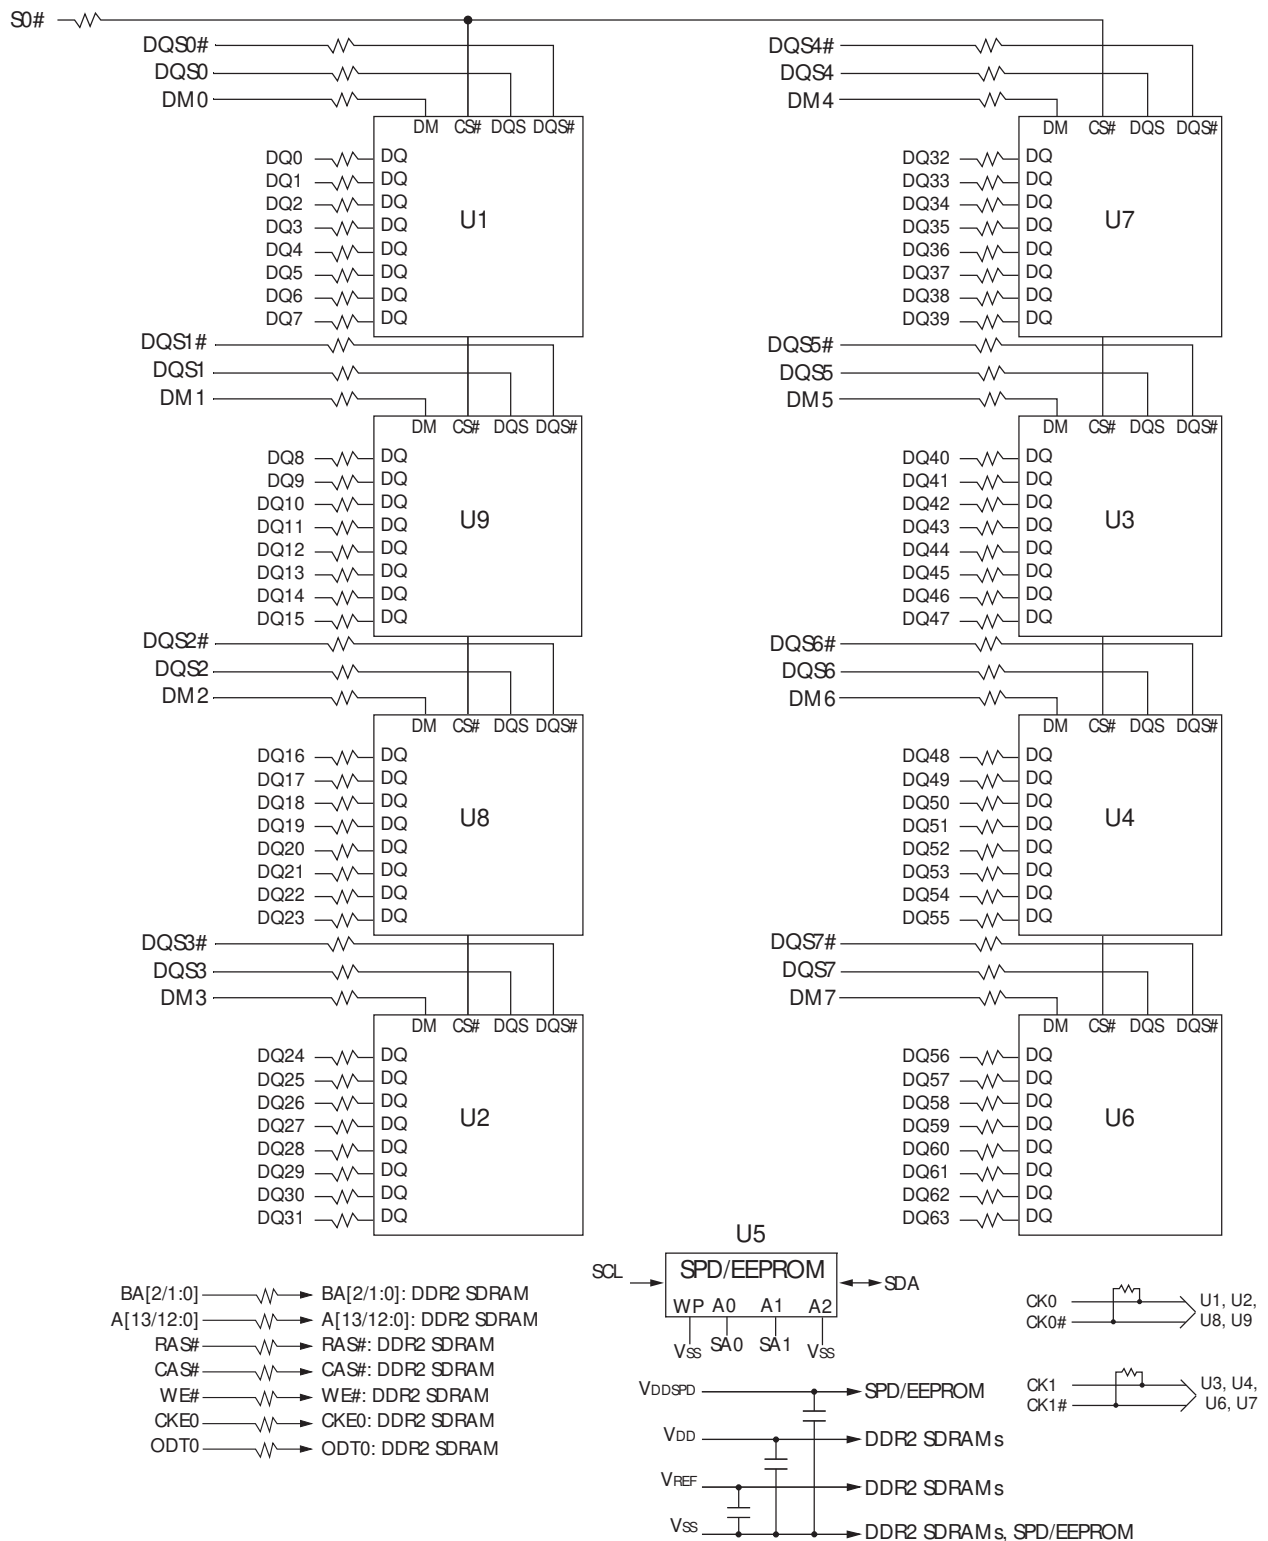 S0#
DQS0#
DQS0
DM0
DM CS# DQS DQS#
DQ0 DQ
DQ1 DQ
DQ2 DQ
DQ3 DQ
DQ4 DQ
DQ5 DQ
DQ6 DQ
DQ7 DQ
U1
DQS1#
DQS1
DM1
DM CS# DQS DQS#
DQ8 DQ
DQ9 DQ
DQ10 DQ
DQ11 DQ
DQ12 DQ
DQ13 DQ
DQ14 DQ
DQ15 DQ
U9
DQS2#
DQS2
DM2
DM CS# DQS DQS#
DQ16 DQ
DQ17 DQ
DQ18 DQ
DQ19 DQ
DQ20 DQ
DQ21 DQ
DQ22 DQ
DQ23 DQ
U8
DQS3#
DQS3
DM3
DM CS# DQS DQS#
DQ24 DQ
DQ25 DQ
DQ26 DQ
DQ27 DQ
DQ28 DQ
DQ29 DQ
DQ30 DQ
DQ31 DQ
U2
DQS4#
DQS4
DM4
DM CS# DQS DQS#
DQ32 DQ
DQ33 DQ
DQ34 DQ
DQ35 DQ
DQ36 DQ
DQ37 DQ
DQ38 DQ
DQ39 DQ
U7
DQS5#
DQS5
DM5
DM CS# DQS DQS#
DQ40 DQ
DQ41 DQ
DQ42 DQ
DQ43 DQ
DQ44 DQ
DQ45 DQ
DQ46 DQ
DQ47 DQ
U3
DQS6#
DQS6
DM6
DM CS# DQS DQS#
DQ48 DQ
DQ49 DQ
DQ50 DQ
DQ51 DQ
DQ52 DQ
DQ53 DQ
DQ54 DQ
DQ55 DQ
U4
DQS7#
DQS7
DM7
DM CS# DQS DQS#
DQ56 DQ
DQ57 DQ
DQ58 DQ
DQ59 DQ
DQ60 DQ
DQ61 DQ
DQ62 DQ
DQ63 DQ
U6
BA[2/1:0] BA[2/1:0]: DDR2 SDRAM
A[13/12:0] A[13/12:0]: DDR2 SDRAM
RAS# RAS#: DDR2 SDRAM
CAS# CAS#: DDR2 SDRAM
WE# WE#: DDR2 SDRAM
CKE0 CKE0: DDR2 SDRAM
ODT0 ODT0: DDR2 SDRAM
U5
SCL SPD/EEPROM SDA
WP A0 A1 A2
VSS SA0 SA1 VSS
VDDSPD SPD/EEPROM
VDD DDR2 SDRAMs
VREF DDR2 SDRAMs
VSS DDR2 SDRAMs, SPD/EEPROM
CK0 U1, U2,
CK0# U8, U9
CK1 U3, U4,
CK1# U6, U7